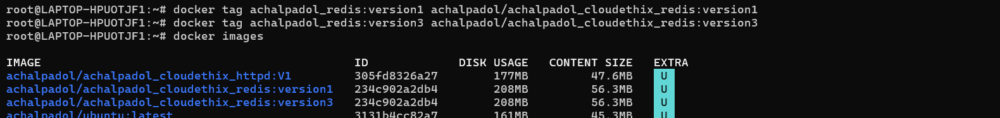 root@LAPTOP-HPUOTJF1:~# docker tag achalpadol_redis:version1 achalpadol/achalpadol_cloudethix_redis:version1
root@LAPTOP-HPUOTJF1:~# docker tag achalpadol_redis:version3 achalpadol/achalpadol_cloudethix_redis:version3
root@LAPTOP-HPUOTJF1:~# docker images
IMAGE ID DISK USAGE CONTENT SIZE EXTRA
achalpadol/achalpadol_cloudethix_httpd:V1 305fd8326a27 177MB 47.6MB U
achalpadol/achalpadol_cloudethix_redis:version1 234c902a2db4 208MB 56.3MB U
achalpadol/achalpadol_cloudethix_redis:version3 234c902a2db4 208MB 56.3MB U
achalpadol/ubuntu:latest 3131b4cc82a7 161MB 45.3MB U